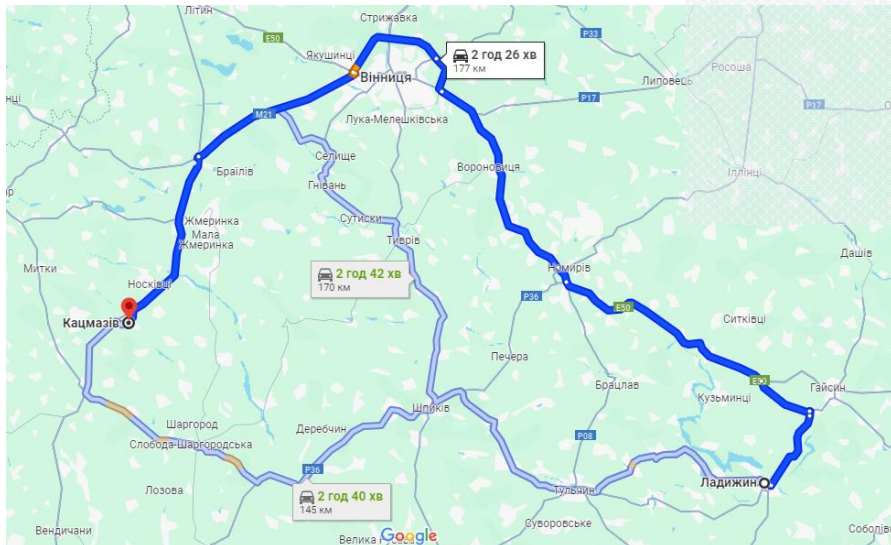 Літин
Стрижавка
E50
Якушинці
P33
2 год 26 хв
177 км
Росоша
Липовець
Вінниця
P17
P17
M21
Лука-Мелешківська
Селище
Вороновиця
Браїлів
Гнівань
Іллінці
Сутиски
Жмеринка
Мала
Жмеринка
Тиврів
Дашів
Митки
2 год 42 хв
170 км
Носківці
Немирів
P36
E50
Кацмазів
Ситківці
Печера
E50
Гайсин
Брацлав
Кузьминці
Шпиків
Шаргород
Деребчин
Слобода-Шаргородська
P08
P36
Ладижин
Лозова
2 год 40 хв
145 км
Тульчин
Суворовське
Вендичани
Google
Соболівка